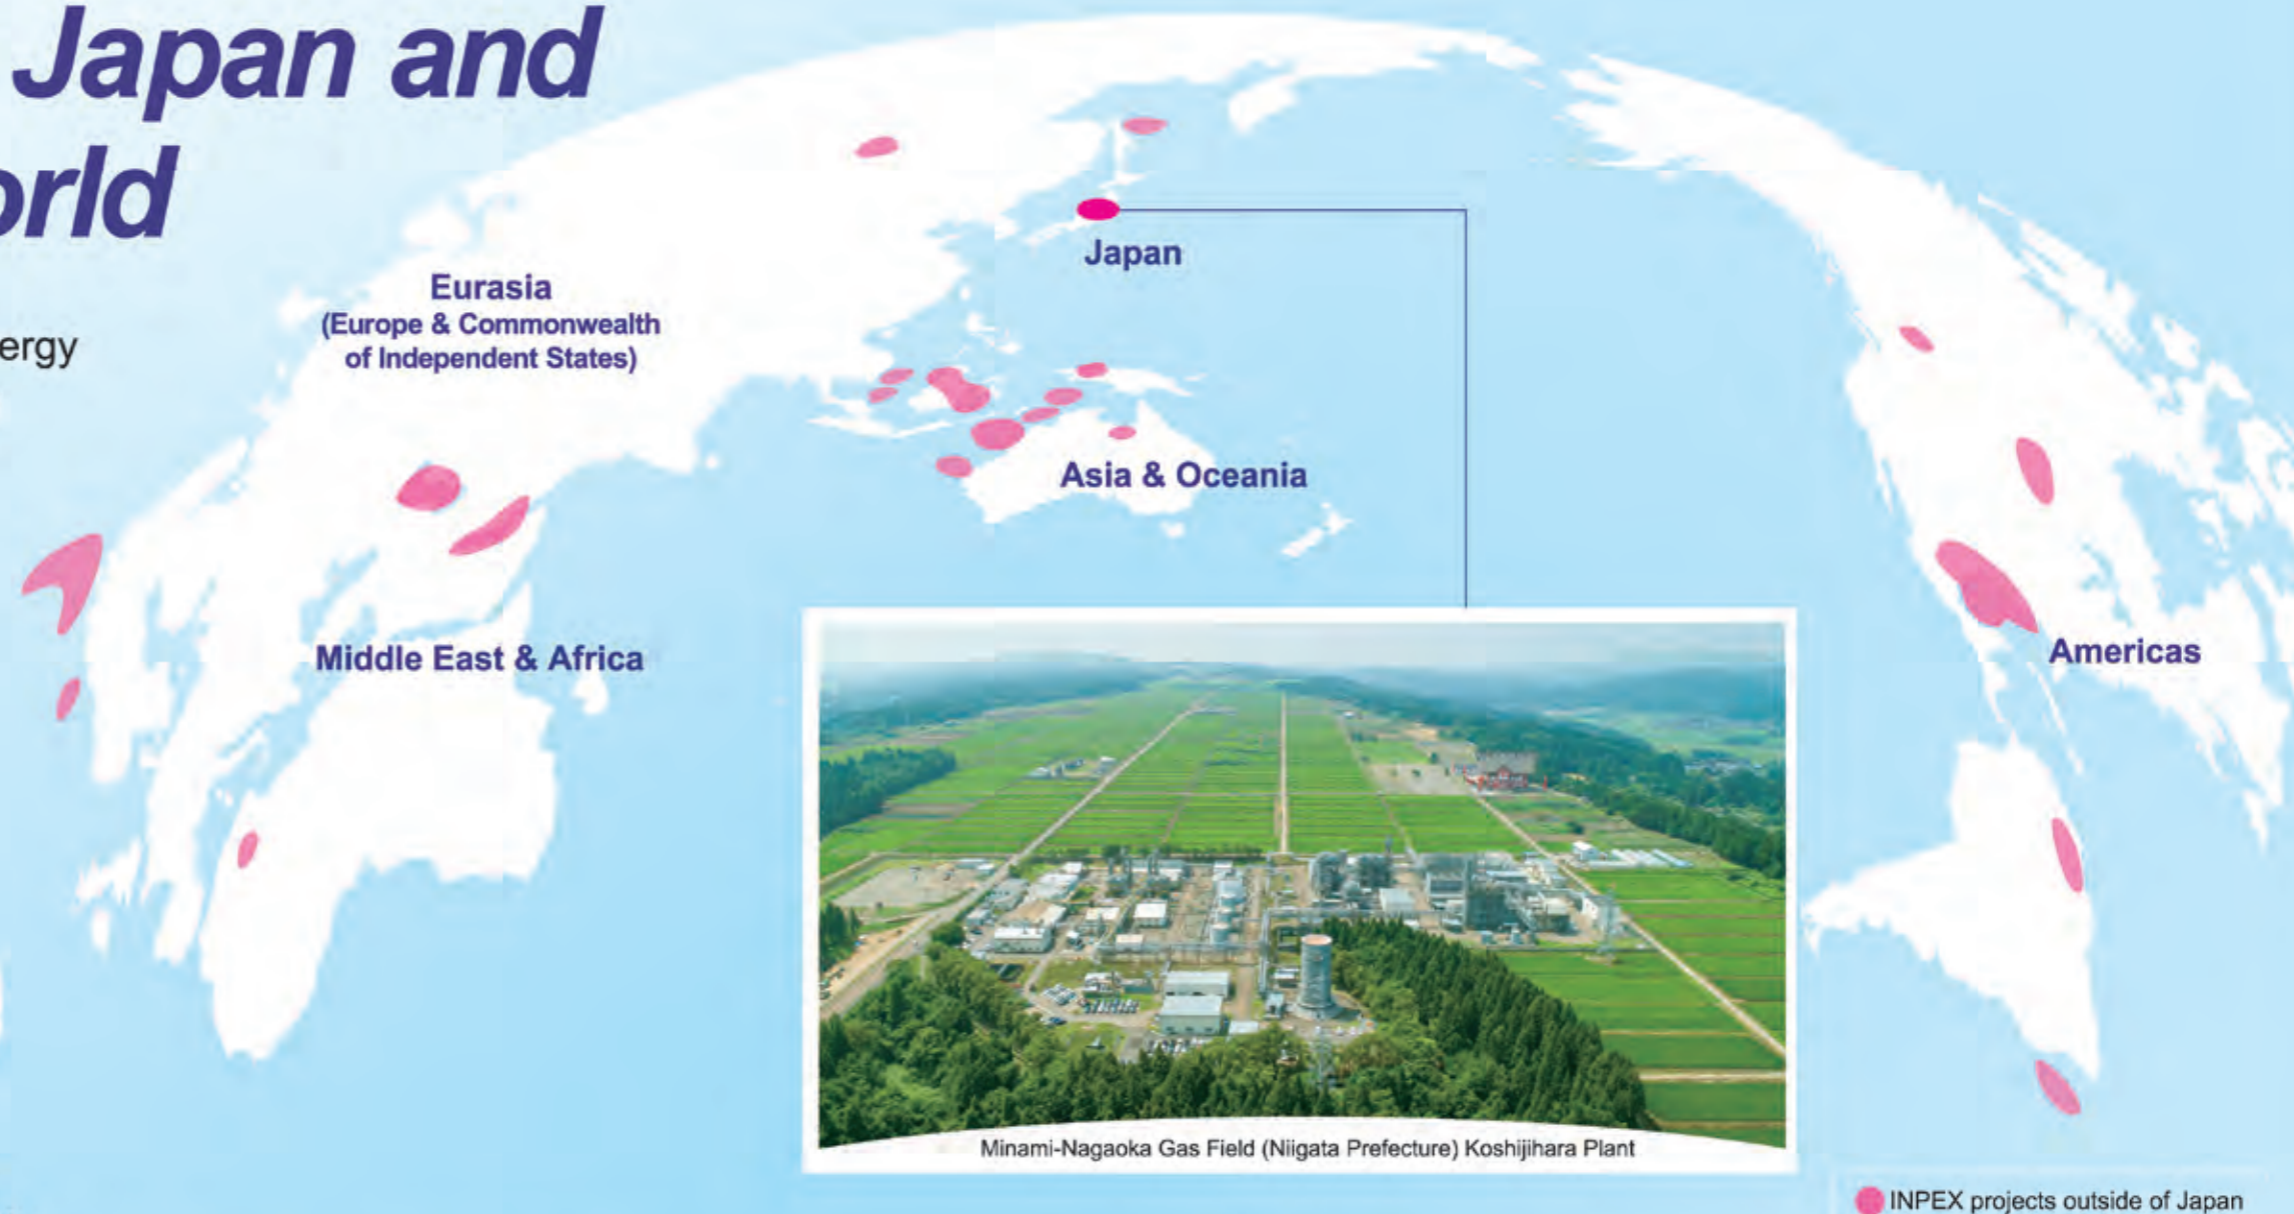 Japan and
orld
ergy
Japan
Eurasia
(Europe & Commonwealth
of Independent States)
Asia & Oceania
Middle East & Africa
Americas
Minami-Nagaoka Gas Field (Niigata Prefecture) Koshijihara Plant
INPEX projects outside of Japan